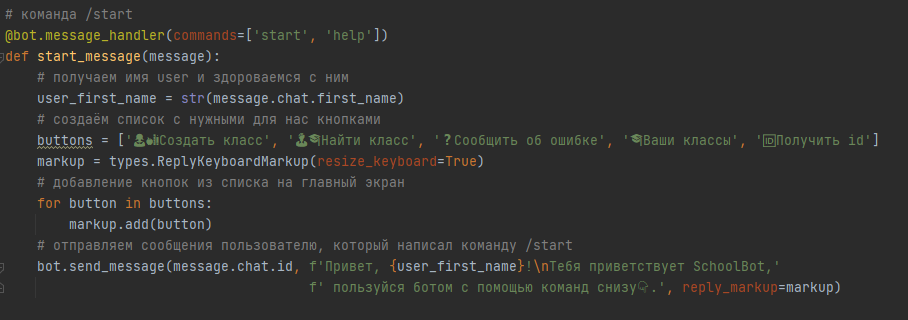 # команда /start
@bot.message_handler(commands=['start', 'help'])
def start_message(message):
    # получаем имя user и здороваемся с ним
    user_first_name = str(message.chat.first_name)
    # создаём список с нужными для нас кнопками
    buttons = ['👩‍🏫Создать класс', '👨‍🎓Найти класс', '❓Сообщить об ошибке', '🎓Ваши классы', '🆔Получить id']
    markup = types.ReplyKeyboardMarkup(resize_keyboard=True)
    # добавление кнопок из списка на главный экран
    for button in buttons:
        markup.add(button)
    # отправляем сообщения пользователю, который написал команду /start
    bot.send_message(message.chat.id, f'Привет, {user_first_name}!\nТебя приветствует SchoolBot,'
                                      f' пользуйся ботом с помощью команд снизу👇.', reply_markup=markup)